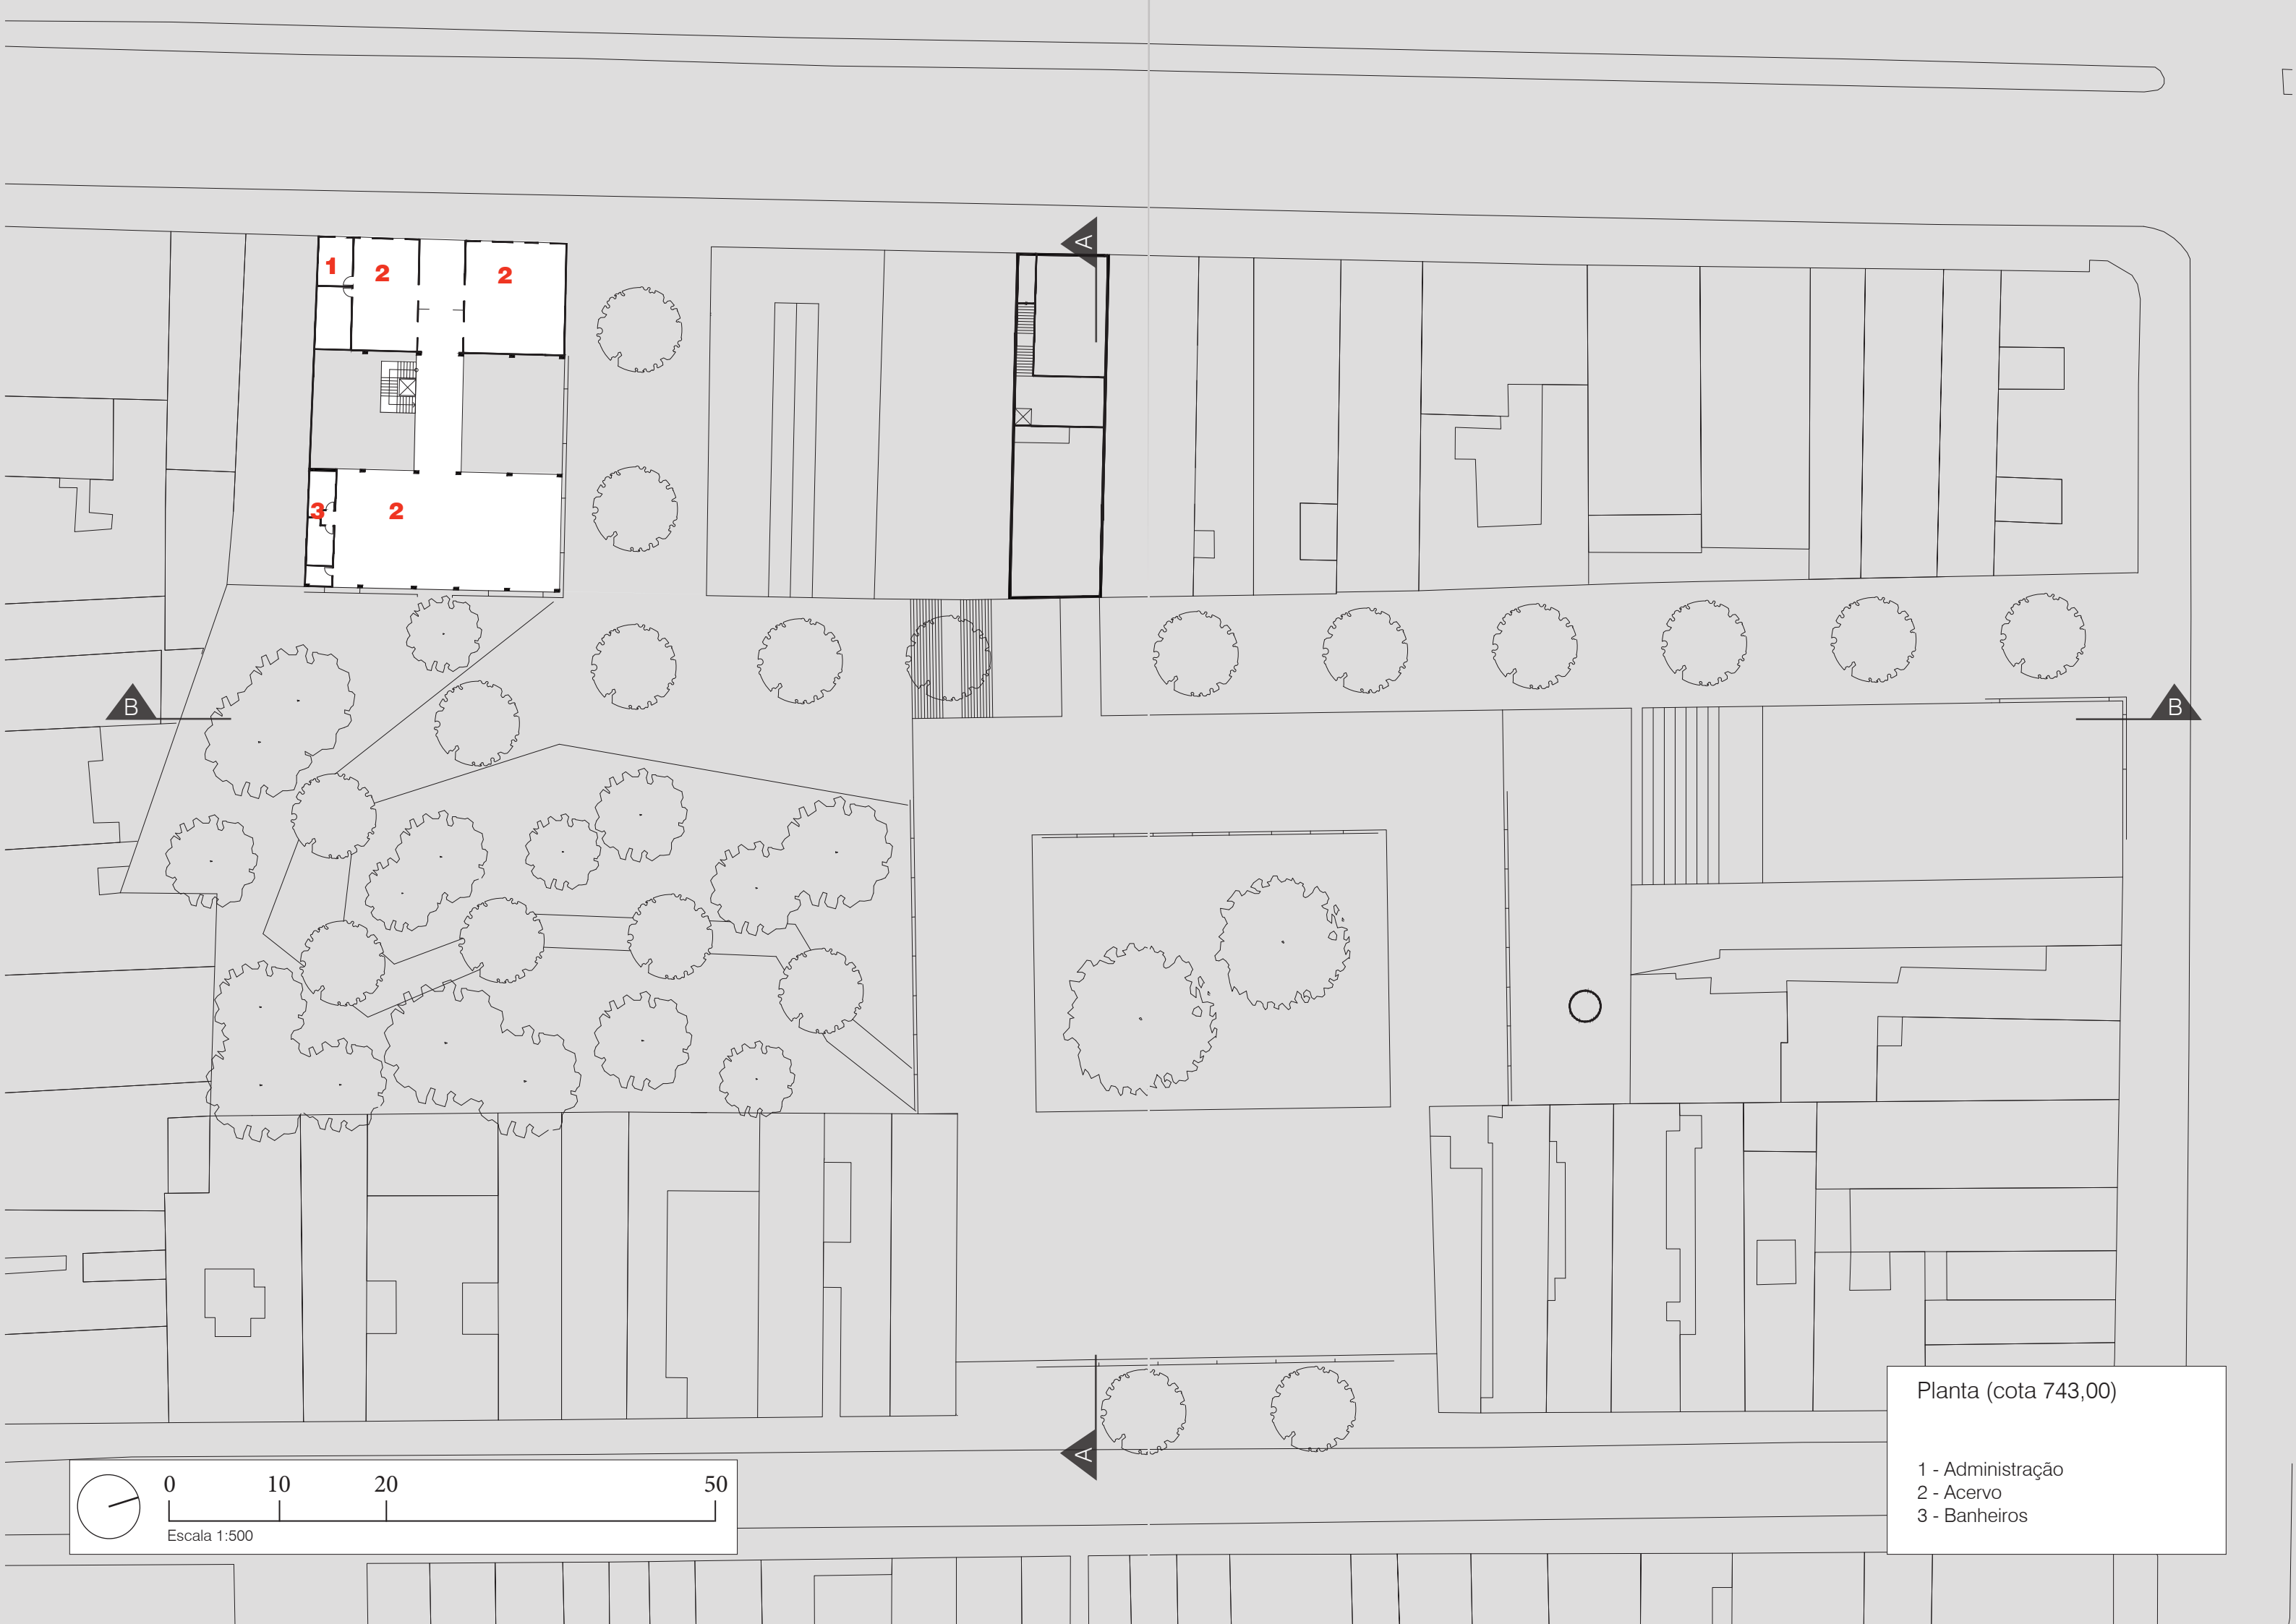 A
1
2
2
3
2
B
B
A
Planta (cota 743,00)
1 - Administração
2 - Acervo
3 - Banheiros
0 10 20 50
Escala 1:500